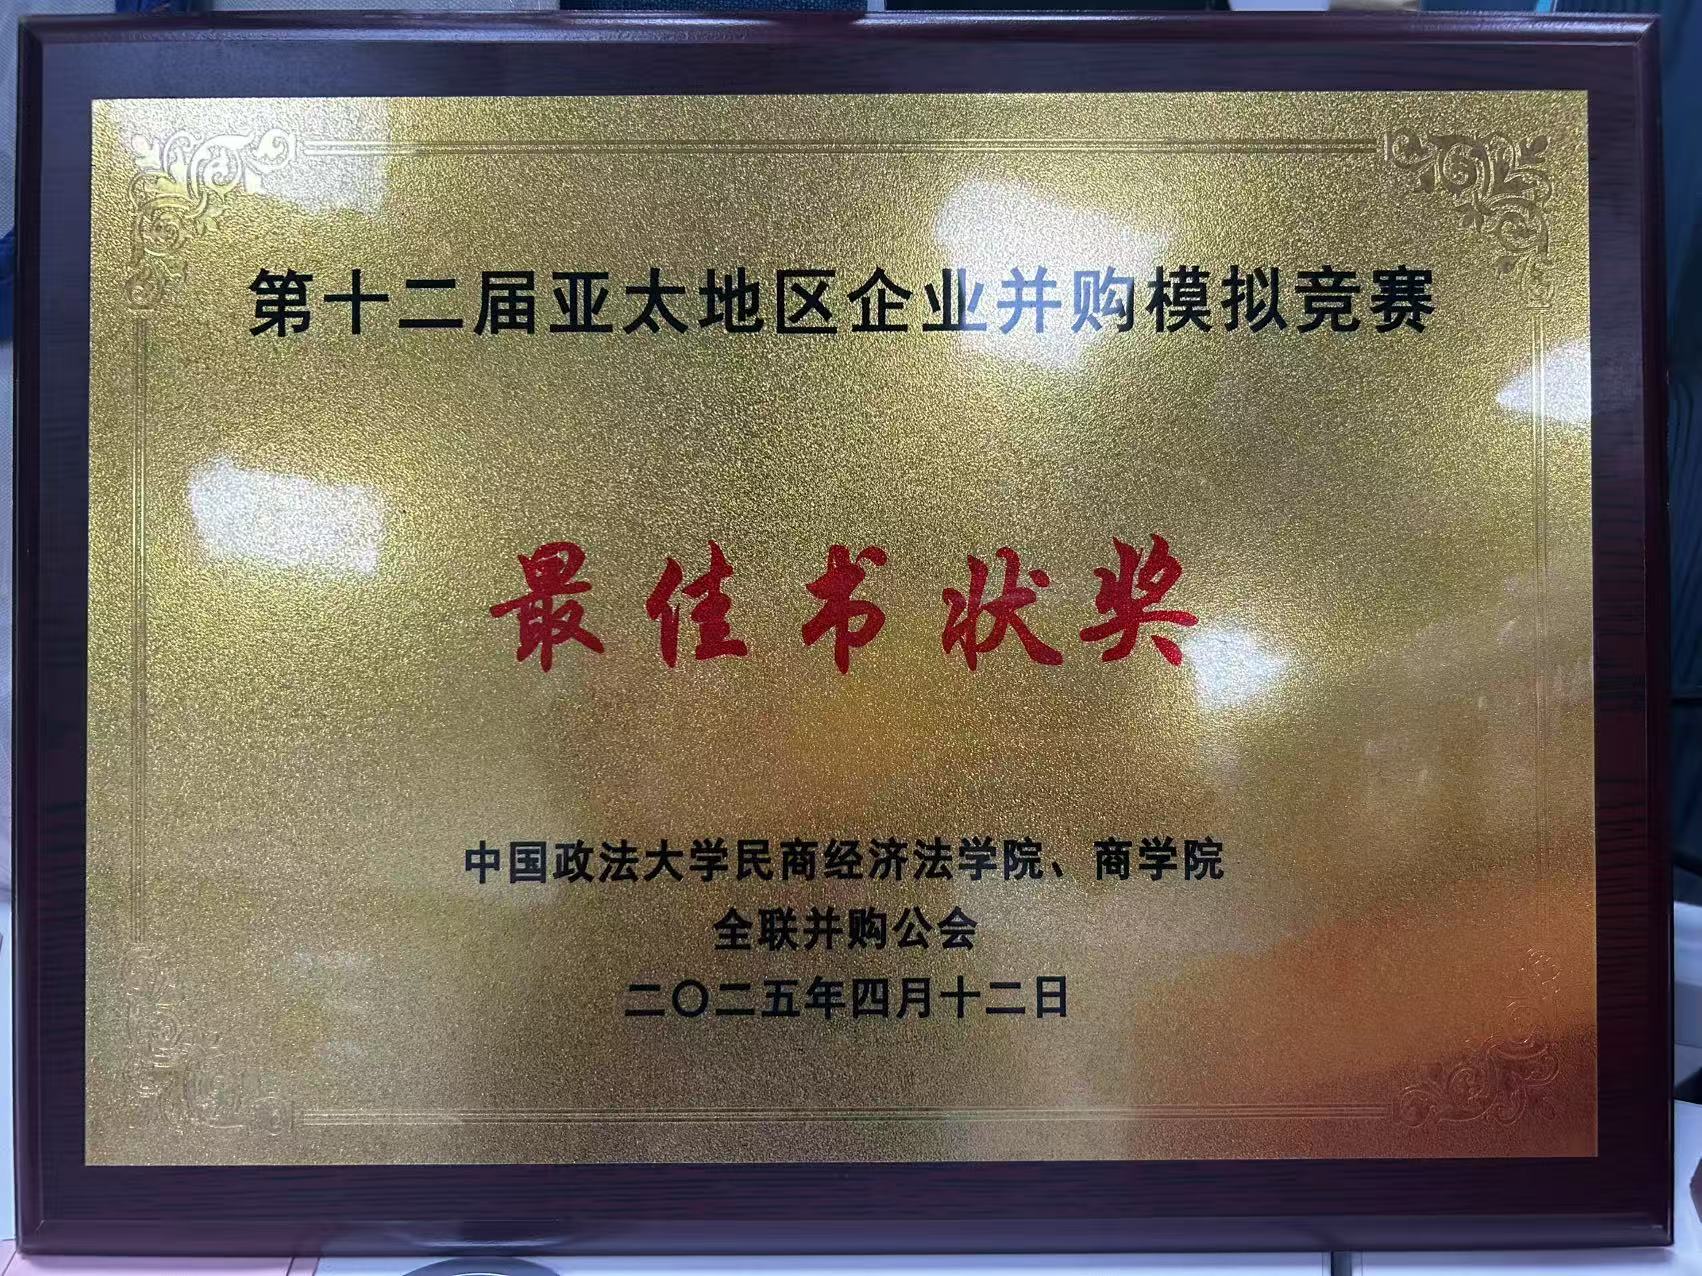 第十二届亚太地区企业并购模拟竞赛
最佳书状奖
中国政法大学民商经济法学院、商学院
全联并购公会
二〇二五年四月十二日